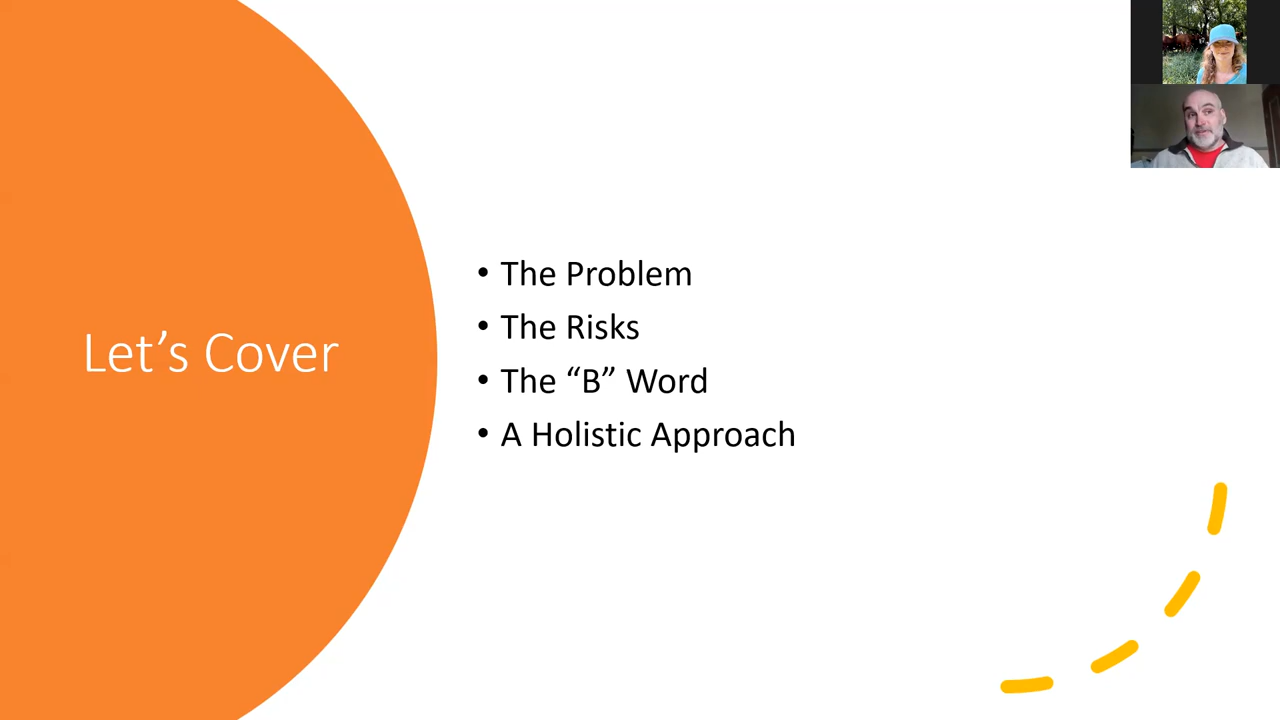 Let’s Cover
• The Problem
• The Risks
• The “B” Word
• A Holistic Approach